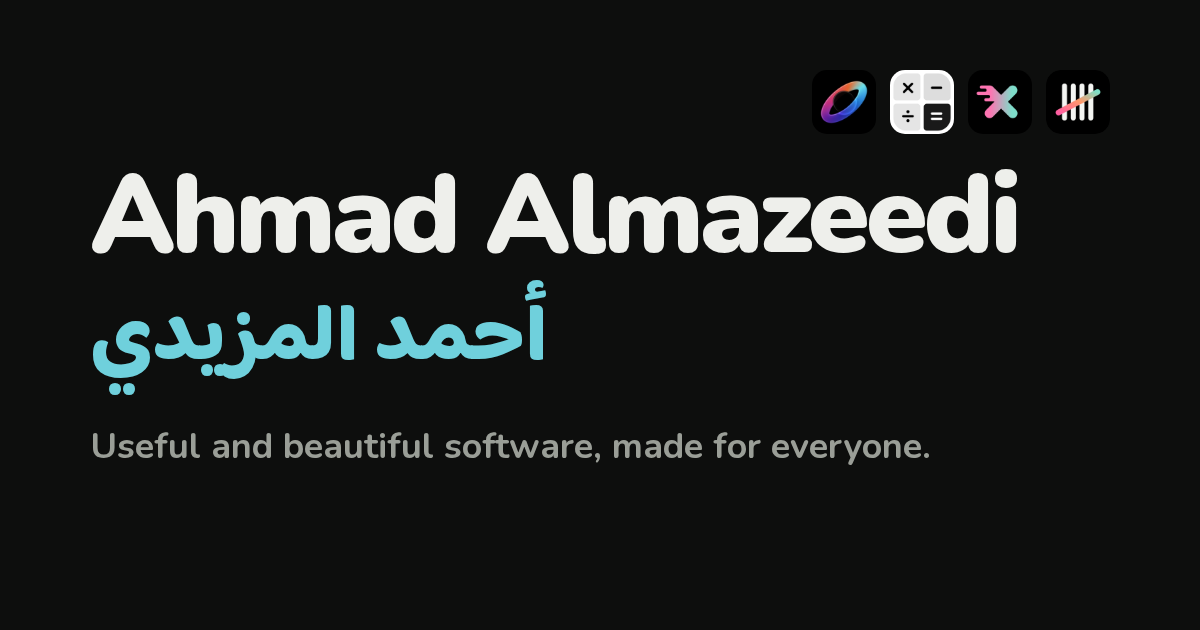 × −
÷ =
Ahmad Almazeedi
أحمد المزيدي
Useful and beautiful software, made for everyone.